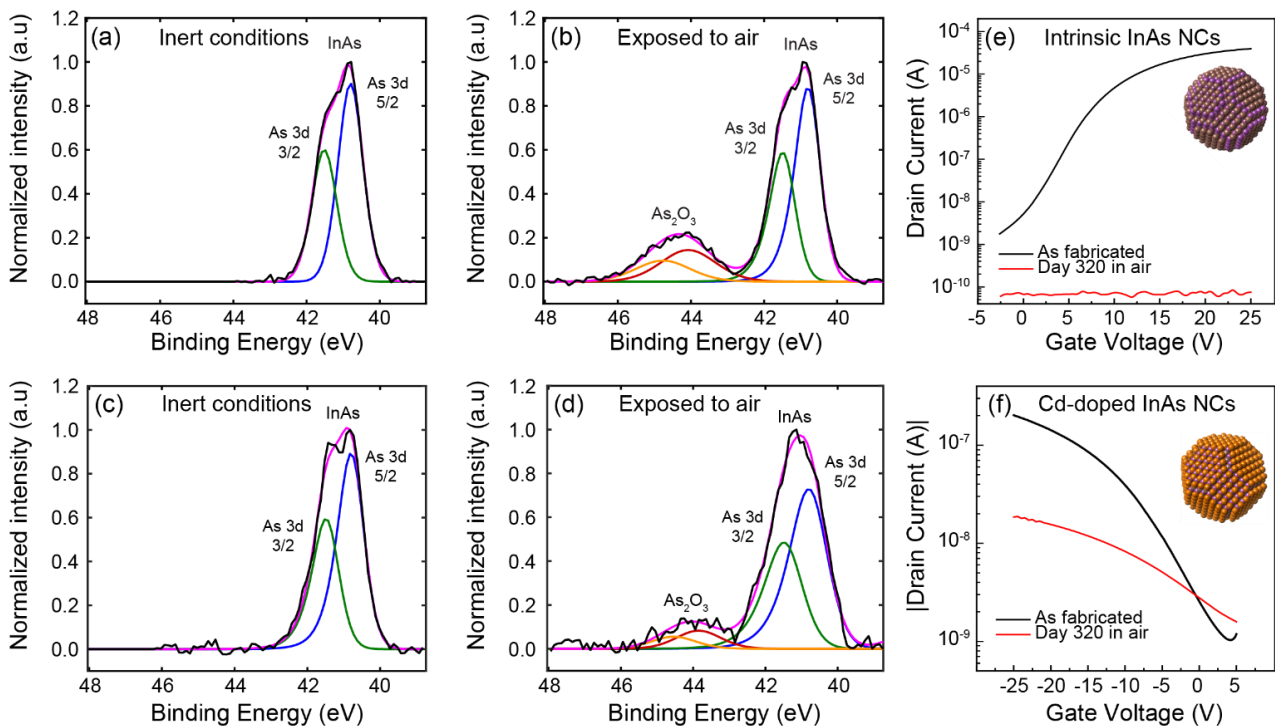 (a) Inert conditions
InAs
As 3d
5/2
As 3d
3/2
Normalized intensity (a.u)
1.2
1.0
0.8
0.6
0.4
0.2
0.0
48 46 44 42 40
Binding Energy (eV)
(b) Exposed to air
InAs
As 3d
5/2
As 3d
3/2
As₂O₃
Normalized intensity (a.u)
1.2
1.0
0.8
0.6
0.4
0.2
0.0
48 46 44 42 40
Binding Energy (eV)
(e) Intrinsic InAs NCs
Drain Current (A)
10⁻⁴
10⁻⁵
10⁻⁶
10⁻⁷
10⁻⁸
10⁻⁹
10⁻¹⁰
As fabricated
Day 320 in air
-5 0 5 10 15 20 25
Gate Voltage (V)
(c) Inert conditions
InAs
As 3d
5/2
As 3d
3/2
Normalized intensity (a.u)
1.2
1.0
0.8
0.6
0.4
0.2
0.0
48 46 44 42 40
Binding Energy (eV)
(d) Exposed to air
InAs
As 3d
5/2
As 3d
3/2
As₂O₃
Normalized intensity (a.u)
1.2
1.0
0.8
0.6
0.4
0.2
0.0
48 46 44 42 40
Binding Energy (eV)
(f) Cd-doped InAs NCs
|Drain Current (A)|
10⁻⁷
10⁻⁸
10⁻⁹
As fabricated
Day 320 in air
-25 -20 -15 -10 -5 0 5
Gate Voltage (V)